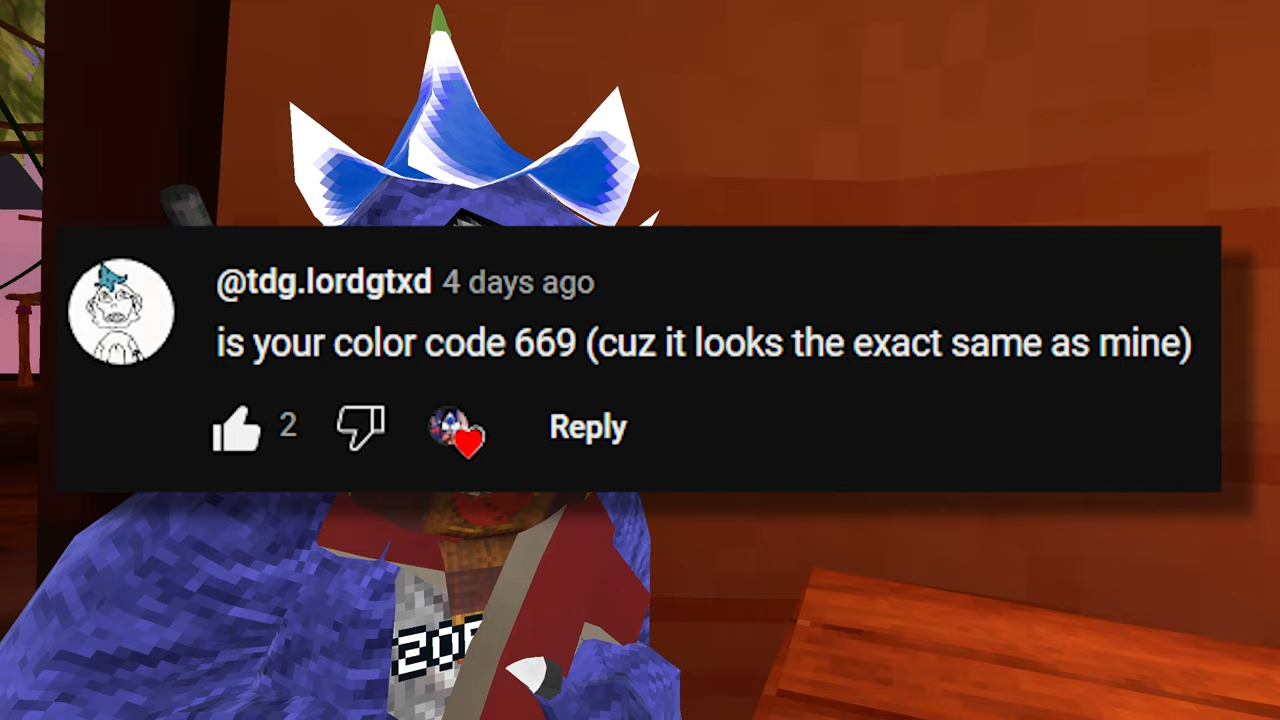 @tdg.lordgtxd 4 days ago
is your color code 669 (cuz it looks the exact same as mine)
2
Reply